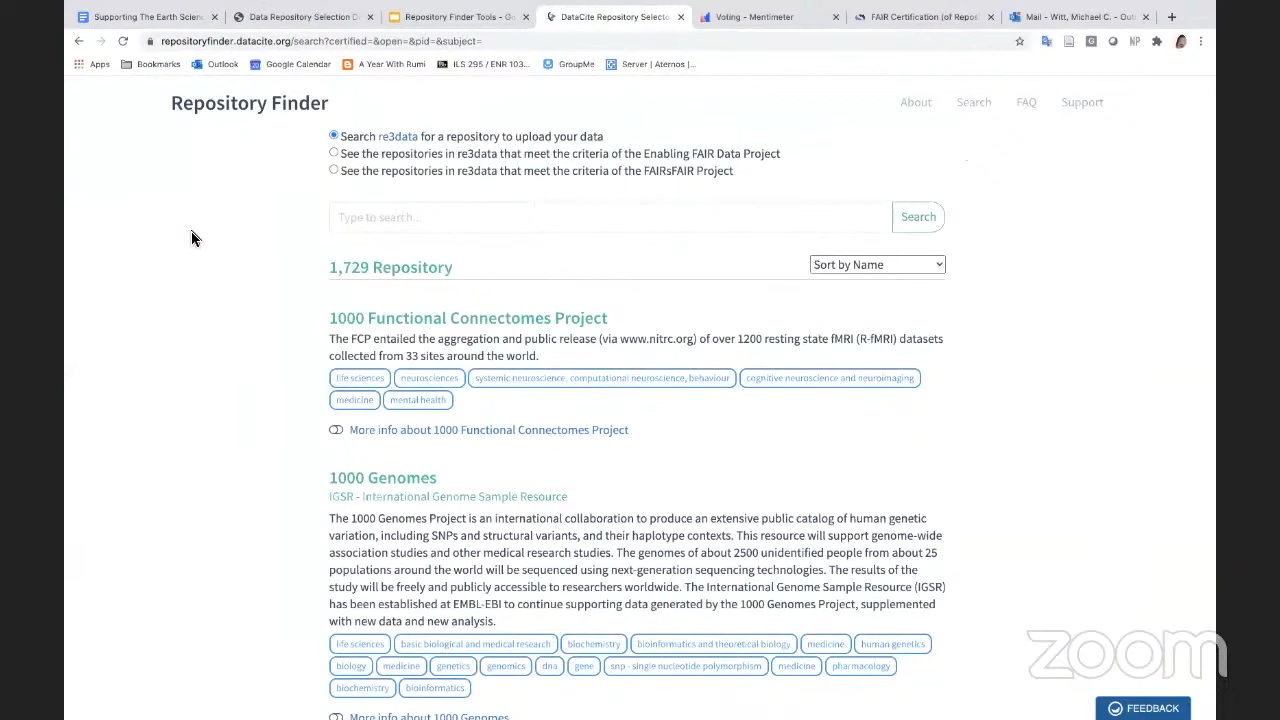 Supporting The Earth Scienc
Data Repository Selection D
Repository Finder Tools - Go
DataCite Repository Selecto
Voting - Mentimeter
FAIR Certification (of Repos
Mail - Witt, Michael C. - Out
repositoryfinder.datacite.org/search?certified=&open=&pid=&subject=
NP
Apps
Bookmarks
Outlook
Google Calendar
A Year With Rumi
ILS 295 / ENR 103...
GroupMe
Server | Aternos |...
Repository Finder
About
Search
FAQ
Support
Search re3data for a repository to upload your data
See the repositories in re3data that meet the criteria of the Enabling FAIR Data Project
See the repositories in re3data that meet the criteria of the FAIRsFAIR Project
Type to search...
Search
1,729 Repository
Sort by Name
1000 Functional Connectomes Project
The FCP entailed the aggregation and public release (via www.nitrc.org) of over 1200 resting state fMRI (R-fMRI) datasets
collected from 33 sites around the world.
life sciences
neurosciences
systemic neuroscience, computational neuroscience, behaviour
cognitive neuroscience and neuroimaging
medicine
mental health
More info about 1000 Functional Connectomes Project
1000 Genomes
IGSR - International Genome Sample Resource
The 1000 Genomes Project is an international collaboration to produce an extensive public catalog of human genetic
variation, including SNPs and structural variants, and their haplotype contexts. This resource will support genome-wide
association studies and other medical research studies. The genomes of about 2500 unidentified people from about 25
populations around the world will be sequenced using next-generation sequencing technologies. The results of the
study will be freely and publicly accessible to researchers worldwide. The International Genome Sample Resource (IGSR)
has been established at EMBL-EBI to continue supporting data generated by the 1000 Genomes Project, supplemented
with new data and new analysis.
life sciences
basic biological and medical research
biochemistry
bioinformatics and theoretical biology
medicine
human genetics
biology
medicine
genetics
genomics
dna
gene
snp - single nucleotide polymorphism
medicine
pharmacology
biochemistry
bioinformatics
More info about 1000 Genomes
zoom
FEEDBACK